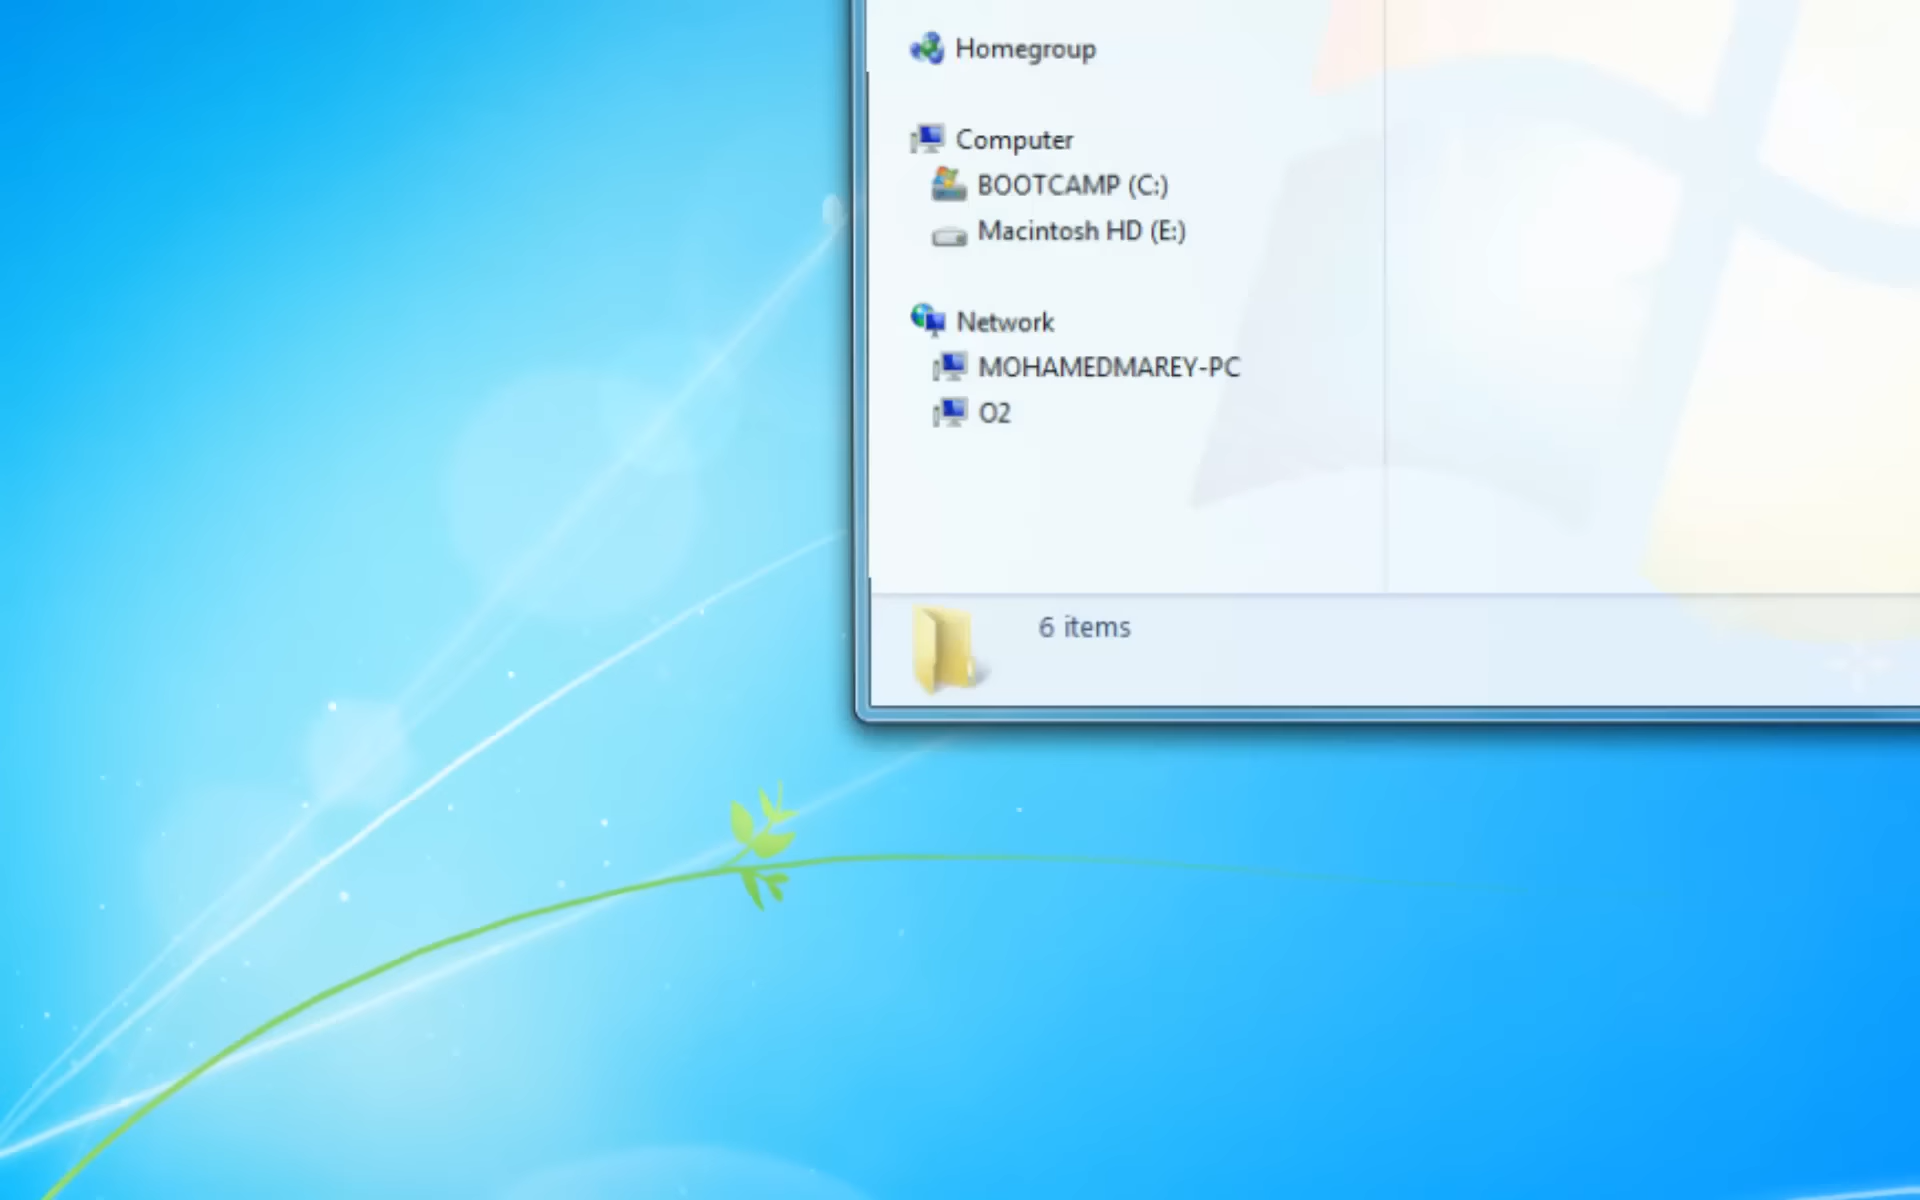 Homegroup
Computer
BOOTCAMP (C:)
Macintosh HD (E:)
Network
MOHAMEDMAREY-PC
O2
6 items